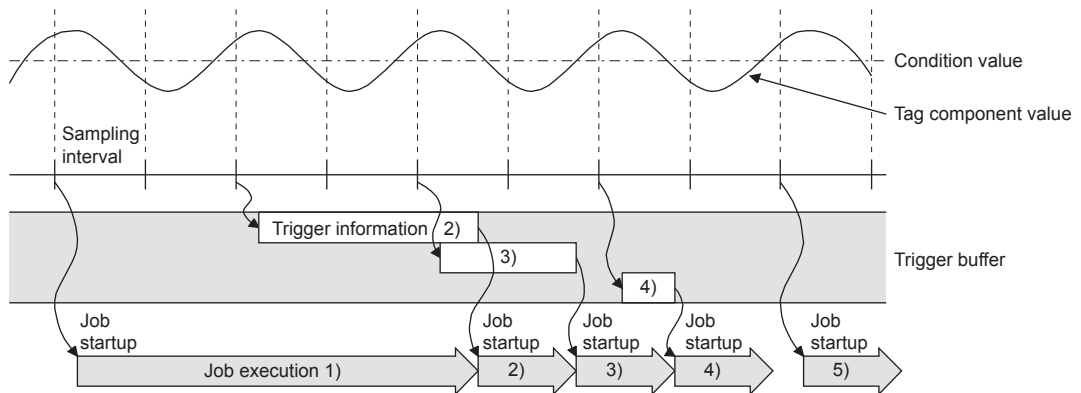 Condition value
Tag component value
Sampling
interval
Trigger information 2)
3)
Trigger buffer
4)
Job
startup
Job
startup
Job
startup
Job
startup
Job
startup
Job execution 1)
2)
3)
4)
5)